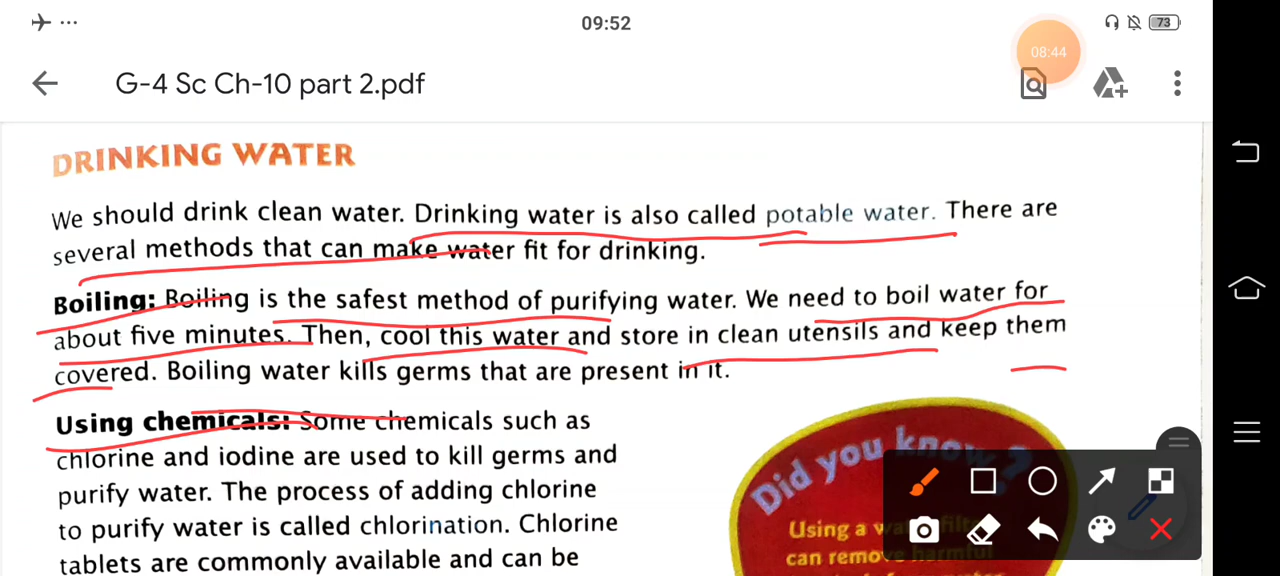 09:52
73
08:44
G-4 Sc Ch-10 part 2.pdf
DRINKING WATER
We should drink clean water. Drinking water is also called potable water. There are
several methods that can make water fit for drinking.
Boiling: Boiling is the safest method of purifying water. We need to boil water for
about five minutes. Then, cool this water and store in clean utensils and keep them
covered. Boiling water kills germs that are present in it.
Using chemicals: Some chemicals such as
chlorine and iodine are used to kill germs and
purify water. The process of adding chlorine
to purify water is called chlorination. Chlorine
tablets are commonly available and can be
Did you know?
Using a
can remove harmful